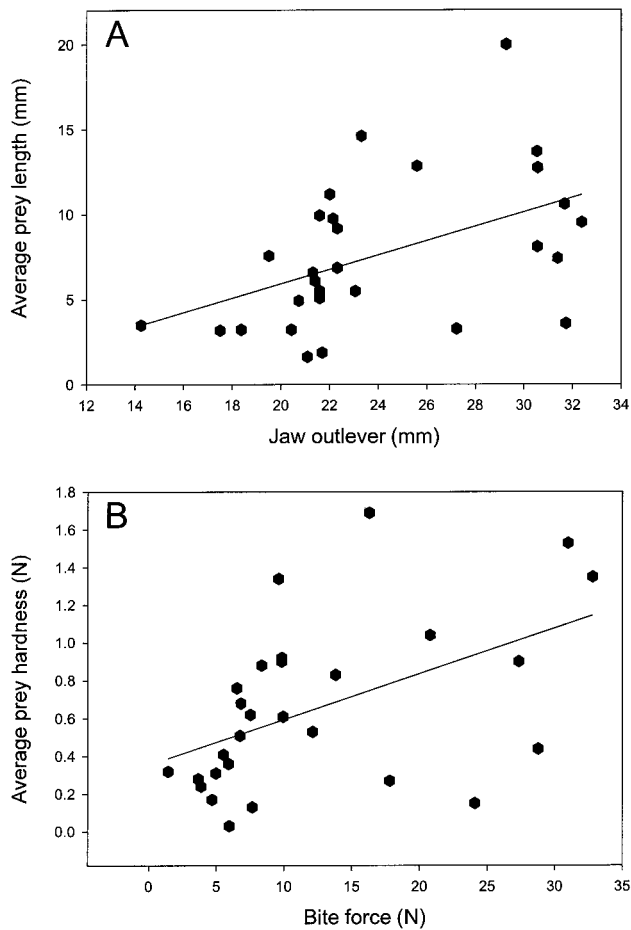 A
20
15
10
5
0
Average prey length (mm)
12 14 16 18 20 22 24 26 28 30 32 34
Jaw outlever (mm)
B
1.8
1.6
1.4
1.2
1.0
0.8
0.6
0.4
0.2
0.0
Average prey hardness (N)
0 5 10 15 20 25 30 35
Bite force (N)